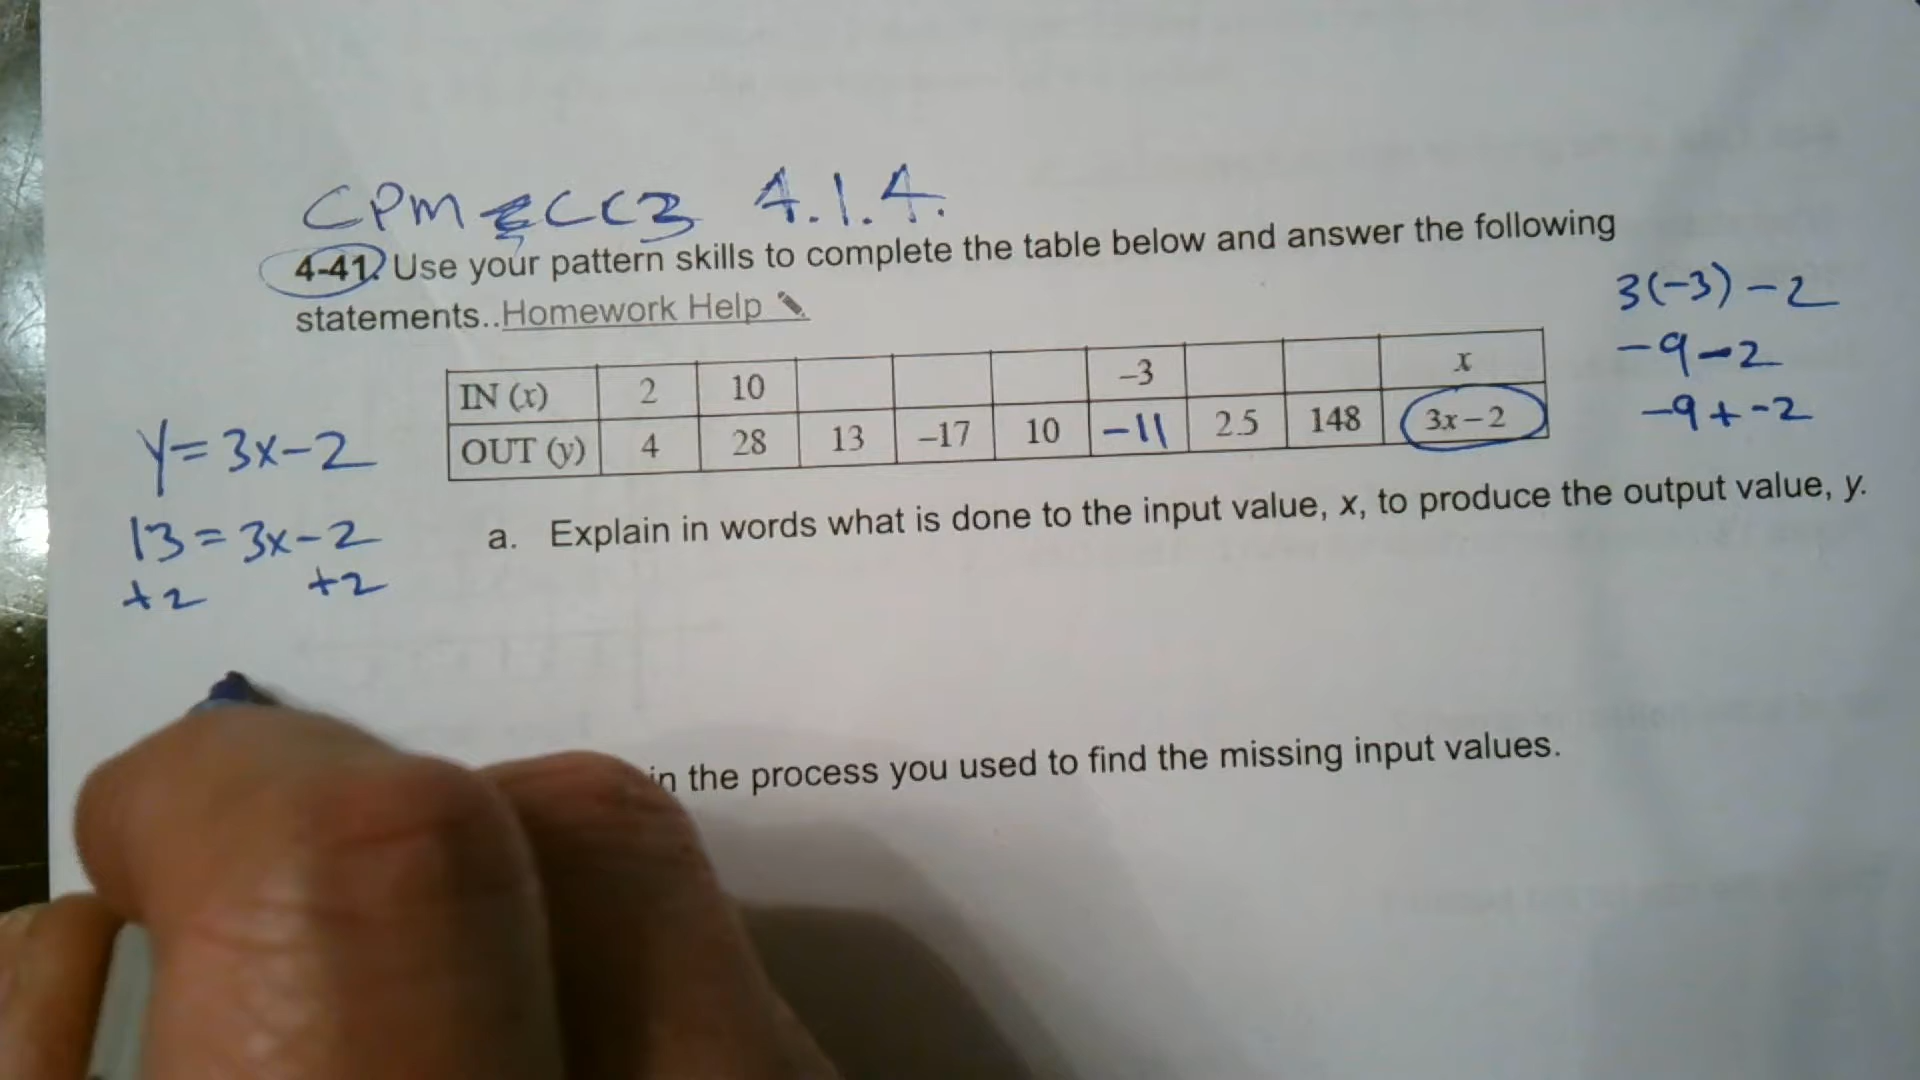 CPM CC3 4.1.4.
4-41. Use your pattern skills to complete the table below and answer the following
statements..Homework Help
IN (x) 2 10 -3 x
OUT (y) 4 28 13 -17 10 -11 2.5 148 3x-2
3(-3)-2
-9-2
-9+-2
y=3x-2
13=3x-2
+2 +2
a. Explain in words what is done to the input value, x, to produce the output value, y.
in the process you used to find the missing input values.